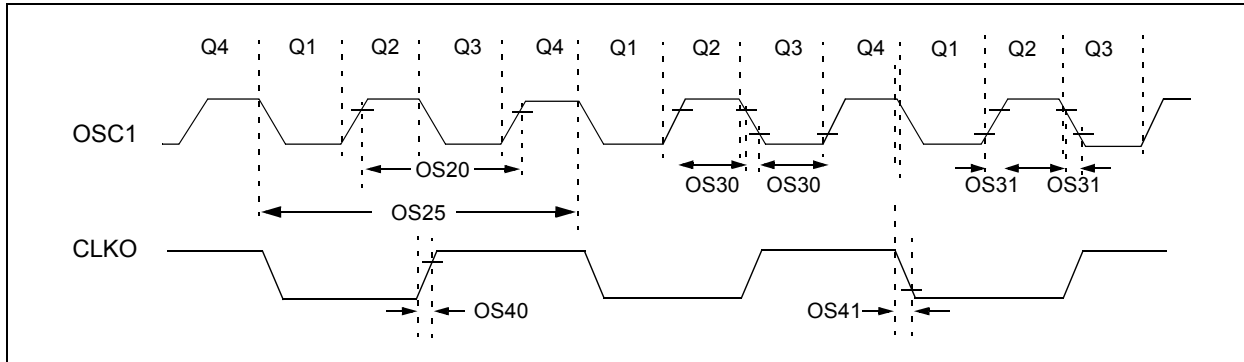 Q4 Q1 Q2 Q3 Q4 Q1 Q2 Q3 Q4 Q1 Q2 Q3
OSC1
OS20
OS30 OS30
OS31 OS31
OS25
CLKO
OS40
OS41